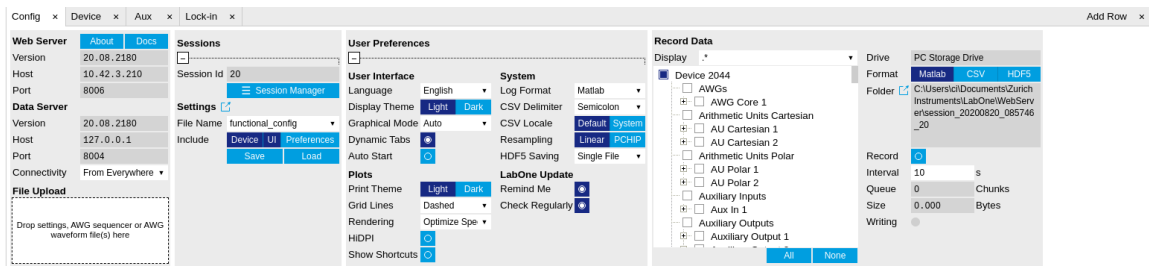 Config × Device × Aux × Lock-in × Add Row ×
Web Server About Docs
Version 20.08.2180
Host 10.42.3.210
Port 8006
Data Server
Version 20.08.2180
Host 127.0.0.1
Port 8004
Connectivity From Everywhere
File Upload
Drop settings, AWG sequencer or AWG
waveform file(s) here
Sessions
Session Id 20
Session Manager
Settings
File Name functional_config
Include Device UI Preferences
Save Load
User Preferences
User Interface
Language English
Display Theme Light Dark
Graphical Mode Auto
Dynamic Tabs
Auto Start
Plots
Print Theme Light Dark
Grid Lines Dashed
Rendering Optimize Spe
HiDPI
Show Shortcuts
System
Log Format Matlab
CSV Delimiter Semicolon
CSV Locale Default System
Resampling Linear PCHIP
HDF5 Saving Single File
LabOne Update
Remind Me
Check Regularly
Record Data
Display .*
Device 2044
AWGs
AWG Core 1
Arithmetic Units Cartesian
AU Cartesian 1
AU Cartesian 2
Arithmetic Units Polar
AU Polar 1
AU Polar 2
Auxiliary Inputs
Aux In 1
Auxiliary Outputs
Auxiliary Output 1
All None
Drive PC Storage Drive
Format Matlab CSV HDF5
Folder C:\Users\ci\Documents\Zurich
Instruments\LabOne\WebServ
er\session_20200820_085746
_20
Record
Interval 10 s
Queue 0 Chunks
Size 0.000 Bytes
Writing